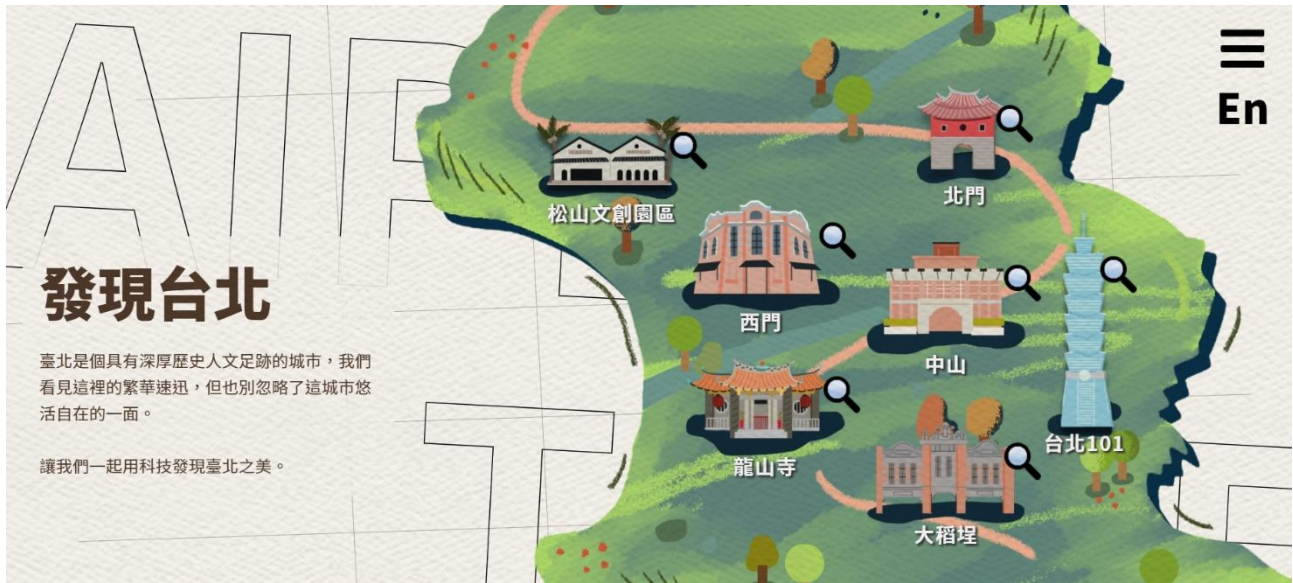 En
發現台北
臺北是個具有深厚歷史人文足跡的城市，我們
看見這裡的繁華速迅，但也別忽略了這城市悠
活自在的一面。
讓我們一起用科技發現臺北之美。
松山文創園區
北門
西門
中山
龍山寺
台北101
大稻埕